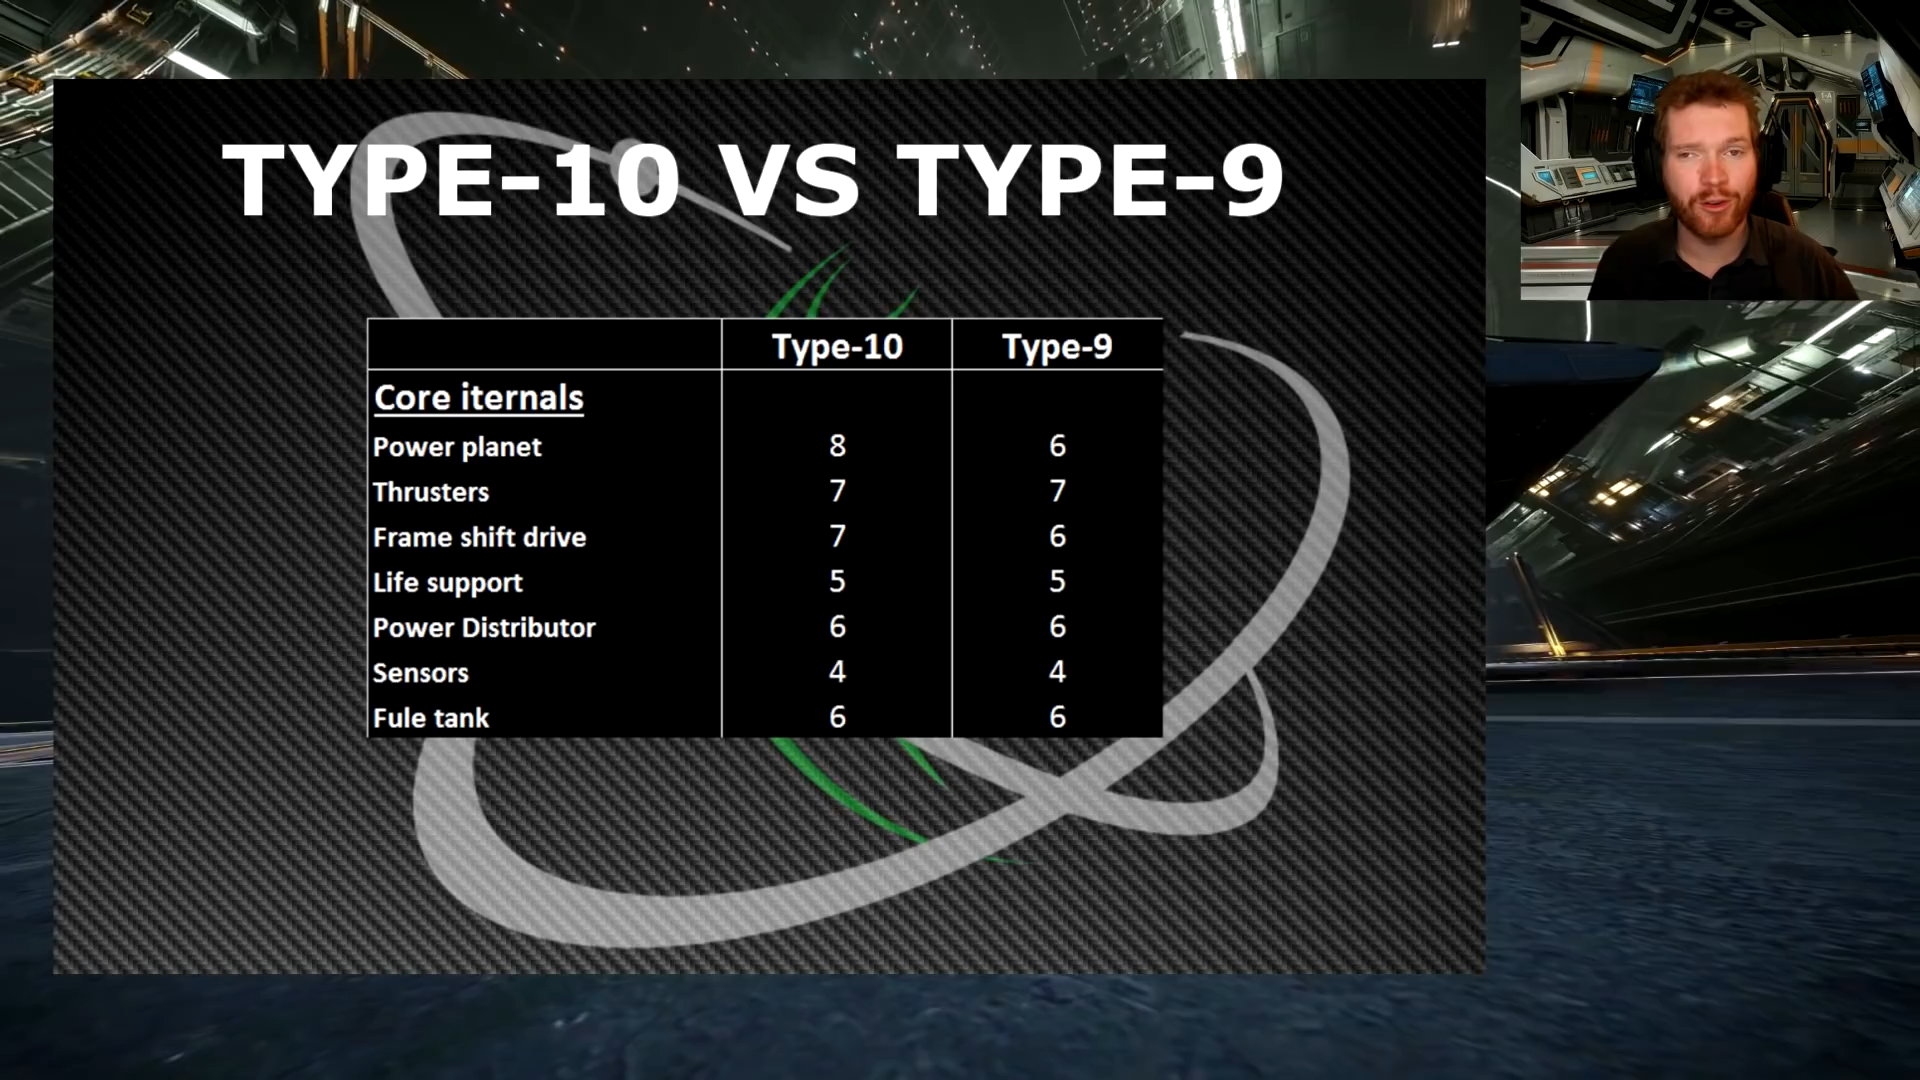 TYPE-10 VS TYPE-9
Type-10 Type-9
Core iternals
Power planet 8 6
Thrusters 7 7
Frame shift drive 7 6
Life support 5 5
Power Distributor 6 6
Sensors 4 4
Fule tank 6 6